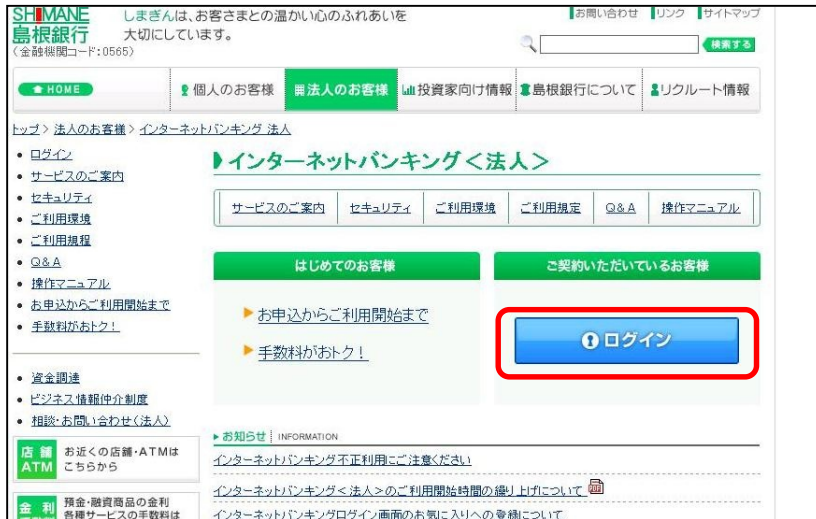 SHIMANE
島根銀行
(金融機関コード:0565)
しまぎんは、お客さまとの温かい心のふれあいを
大切にしています。
お問い合わせ リンク サイトマップ
検索する
HOME 個人のお客様 法人のお客様 投資家向け情報 島根銀行について リクルート情報
トップ> 法人のお客様> インターネットバンキング 法人
ログイン
サービスのご案内
セキュリティ
ご利用環境
ご利用規程
Q&A
操作マニュアル
お申込からご利用開始まで
手数料がおトク!
資金調達
ビジネス情報仲介制度
相談・お問い合わせ(法人)
店舗
ATM
お近くの店舗・ATMは
こちらから
金利
預金・融資商品の金利
各種サービスの手数料は
インターネットバンキング<法人>
サービスのご案内 セキュリティ ご利用環境 ご利用規定 Q&A 操作マニュアル
はじめてのお客様
お申込からご利用開始まで
手数料がおトク!
ご契約いただいているお客様
ログイン
お知らせ INFORMATION
インターネットバンキング不正利用にご注意ください
インターネットバンキング<法人>のご利用開始時間の繰り上げについて
インターネットバンキングログイン画面のお気に入りへの登録について